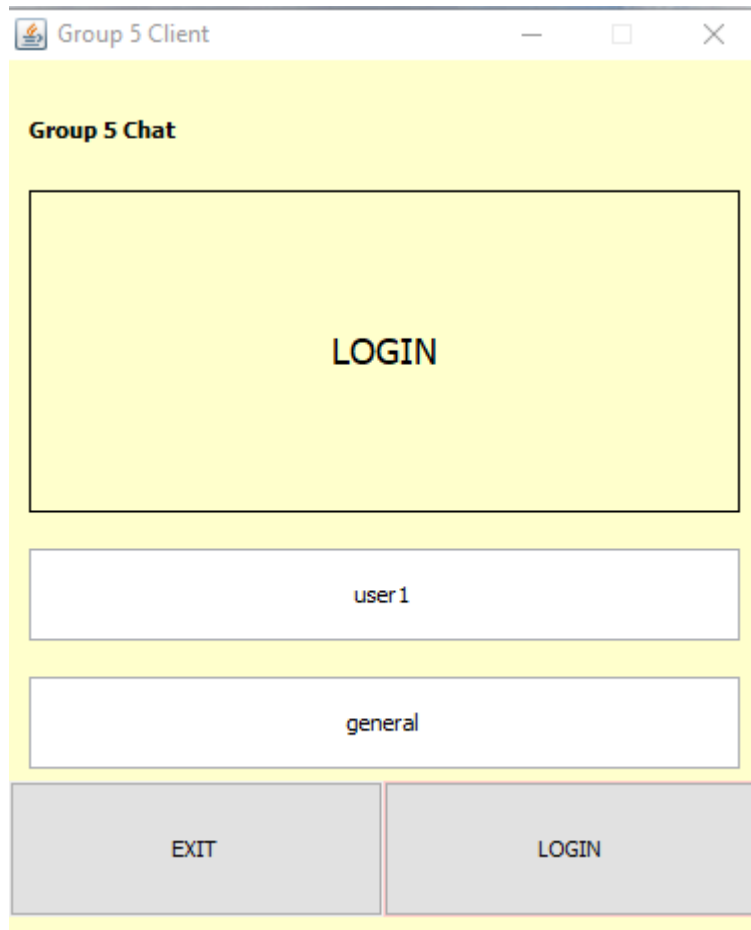 Group 5 Client
Group 5 Chat
LOGIN
user1
general
EXIT
LOGIN